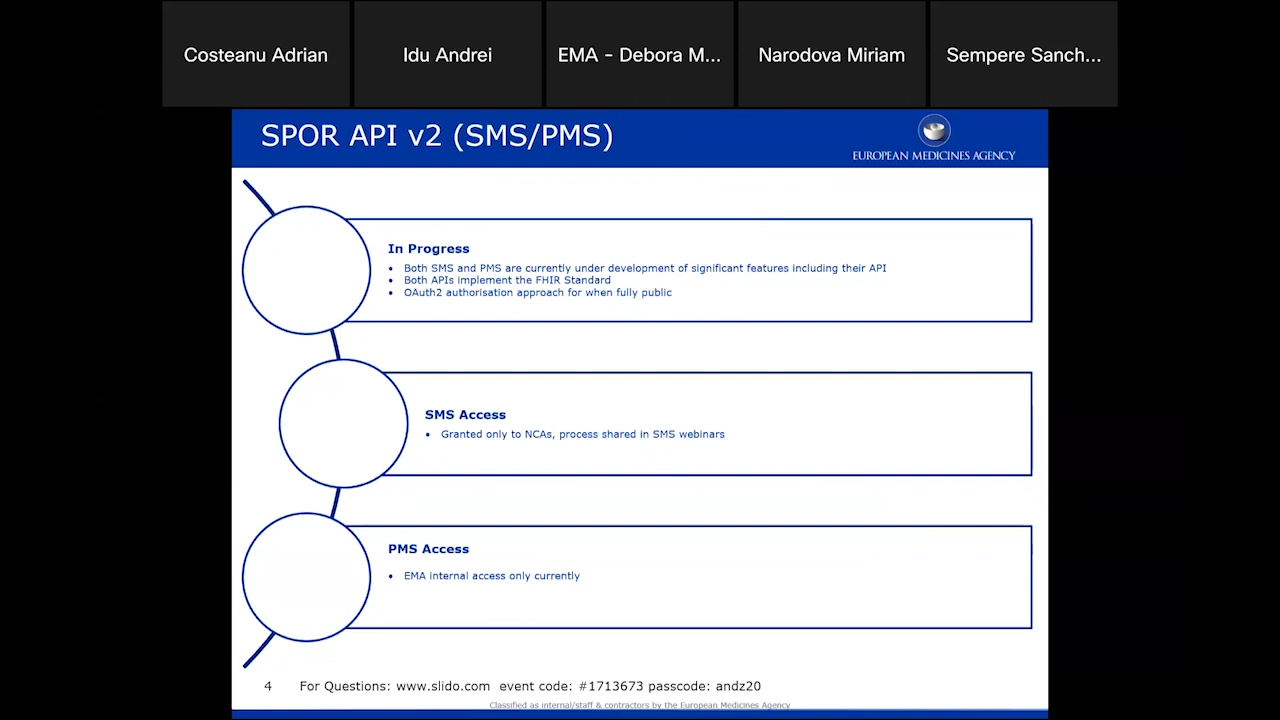 Costeanu Adrian
Idu Andrei
EMA - Debora M...
Narodova Miriam
Sempere Sanch...
SPOR API v2 (SMS/PMS)
EUROPEAN MEDICINES AGENCY
In Progress
• Both SMS and PMS are currently under development of significant features including their API
• Both APIs implement the FHIR Standard
• OAuth2 authorisation approach for when fully public
SMS Access
• Granted only to NCAs, process shared in SMS webinars
PMS Access
• EMA internal access only currently
4 For Questions: www.slido.com event code: #1713673 passcode: andz20
Classified as internal/staff & contractors by the European Medicines Agency